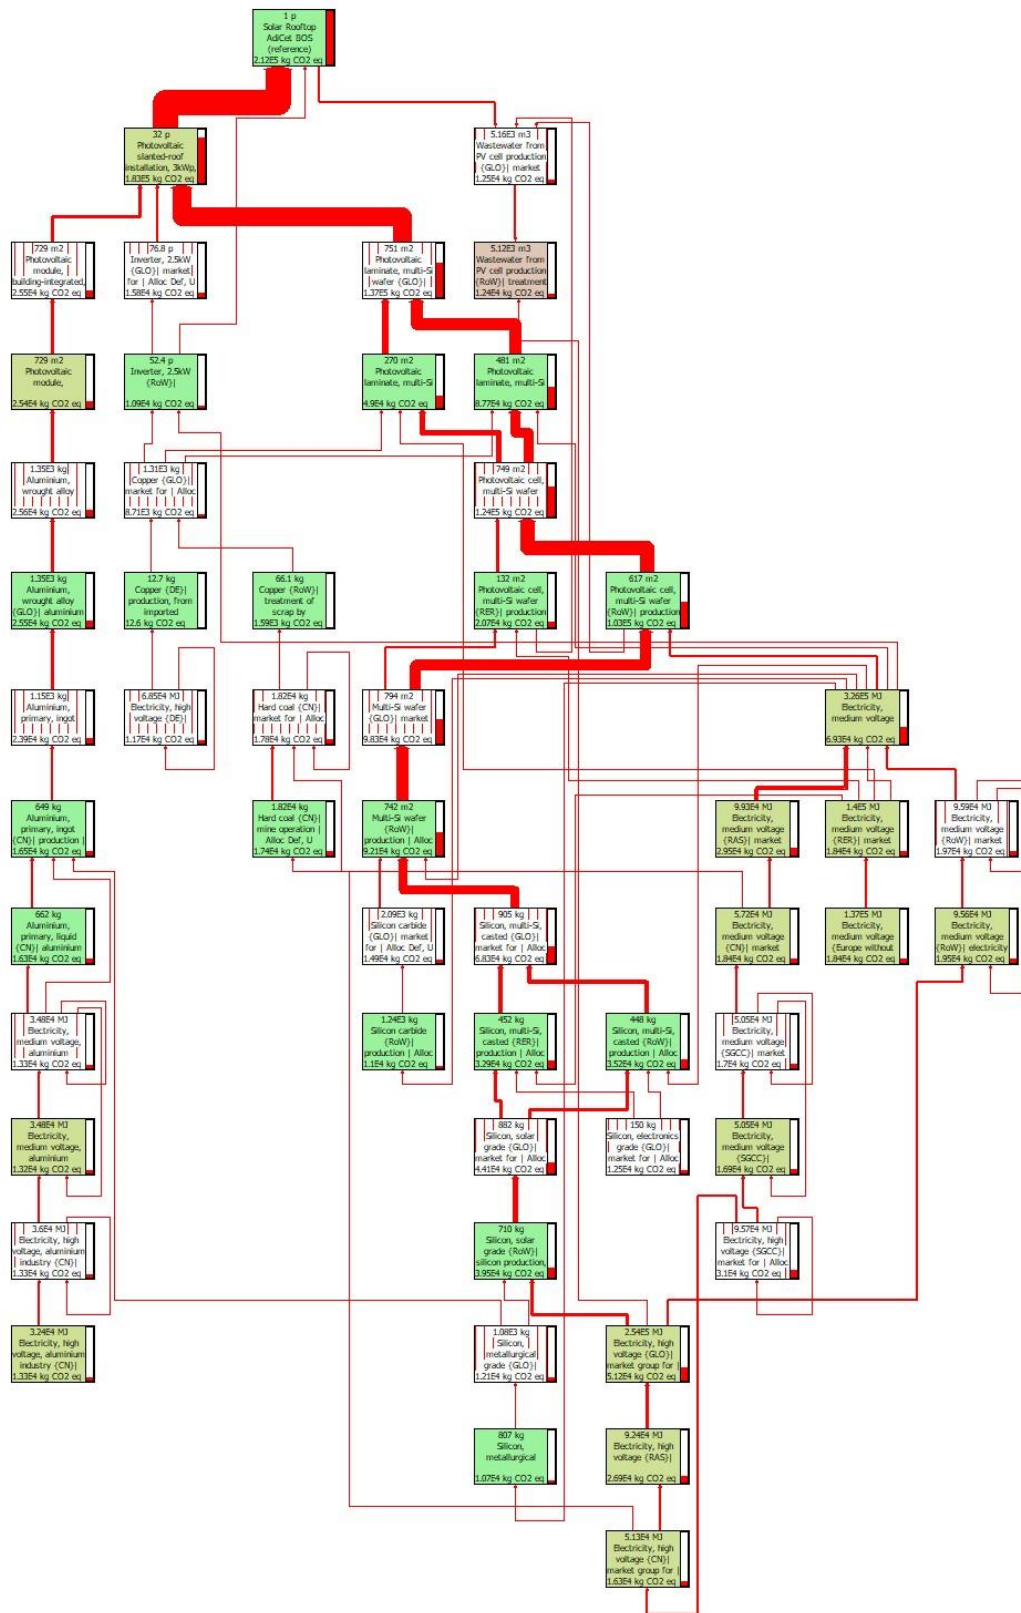 1 p
Solar Rooftop
AdiCet BOS
(reference)
2.12E5 kg CO2 eq
32 p
Photovoltaic
slanted-roof
installation, 3kWp,
1.83E5 kg CO2 eq
5.16E3 m3
Wastewater from
PV cell production
{GLO}| market
1.25E4 kg CO2 eq
729 m2
Photovoltaic
module,
building-integrated,
2.55E4 kg CO2 eq
76.8 p
Inverter, 2.5kW
{GLO}| market
for | Alloc Def, U
1.58E4 kg CO2 eq
751 m2
Photovoltaic
laminate, multi-Si
wafer {GLO}|
1.37E5 kg CO2 eq
5.12E3 m3
Wastewater from
PV cell production
{RoW}| treatment
1.24E4 kg CO2 eq
729 m2
Photovoltaic
module,
2.54E4 kg CO2 eq
52.4 p
Inverter, 2.5kW
{RoW}|
1.09E4 kg CO2 eq
270 m2
Photovoltaic
laminate, multi-Si
4.9E4 kg CO2 eq
481 m2
Photovoltaic
laminate, multi-Si
8.77E4 kg CO2 eq
1.35E3 kg
Aluminium,
wrought alloy
2.56E4 kg CO2 eq
1.31E3 kg
Copper {GLO}|
market for | Alloc
8.71E3 kg CO2 eq
749 m2
Photovoltaic cell,
multi-Si wafer
1.24E5 kg CO2 eq
1.35E3 kg
Aluminium,
wrought alloy
{GLO}| aluminium
2.55E4 kg CO2 eq
12.7 kg
Copper {DE}|
production, from
imported
12.6 kg CO2 eq
66.1 kg
Copper {RoW}|
treatment of
scrap by
1.59E3 kg CO2 eq
132 m2
Photovoltaic cell,
multi-Si wafer
{RER}| production
2.07E4 kg CO2 eq
617 m2
Photovoltaic cell,
multi-Si wafer
{RoW}| production
1.03E5 kg CO2 eq
1.15E3 kg
Aluminium,
primary, ingot
2.39E4 kg CO2 eq
6.85E4 MJ
Electricity, high
voltage {DE}|
1.17E4 kg CO2 eq
1.82E4 kg
Hard coal {CN}|
market for | Alloc
1.78E4 kg CO2 eq
794 m2
Multi-Si wafer
{GLO}| market
9.83E4 kg CO2 eq
3.26E5 MJ
Electricity,
medium voltage
6.93E4 kg CO2 eq
649 kg
Aluminium,
primary, ingot
{CN}| production |
1.65E4 kg CO2 eq
1.82E4 kg
Hard coal {CN}|
mine operation |
Alloc Def, U
1.74E4 kg CO2 eq
742 m2
Multi-Si wafer
{RoW}|
production | Alloc
9.21E4 kg CO2 eq
9.93E4 MJ
Electricity,
medium voltage
{RAS}| market
2.95E4 kg CO2 eq
1.4E5 MJ
Electricity,
medium voltage
{RER}| market
1.84E4 kg CO2 eq
9.59E4 MJ
Electricity,
medium voltage
{RoW}| market
1.97E4 kg CO2 eq
662 kg
Aluminium,
primary, liquid
{CN}| aluminium
1.63E4 kg CO2 eq
2.09E3 kg
Silicon carbide
{GLO}| market
for | Alloc Def, U
1.49E4 kg CO2 eq
905 kg
Silicon, multi-Si,
casted {GLO}|
market for | Alloc
6.83E4 kg CO2 eq
5.72E4 MJ
Electricity,
medium voltage
{CN}| market
1.84E4 kg CO2 eq
1.37E5 MJ
Electricity,
medium voltage
{Europe without
1.84E4 kg CO2 eq
9.56E4 MJ
Electricity,
medium voltage
{RoW}| electricity
1.95E4 kg CO2 eq
3.48E4 MJ
Electricity,
medium voltage,
aluminium
1.33E4 kg CO2 eq
1.24E3 kg
Silicon carbide
{RoW}|
production | Alloc
1.1E4 kg CO2 eq
452 kg
Silicon, multi-Si,
casted {RER}|
production | Alloc
3.29E4 kg CO2 eq
448 kg
Silicon, multi-Si,
casted {RoW}|
production | Alloc
3.52E4 kg CO2 eq
5.05E4 MJ
Electricity,
medium voltage
{SGCC}| market
1.7E4 kg CO2 eq
3.48E4 MJ
Electricity,
medium voltage,
aluminium
1.32E4 kg CO2 eq
882 kg
Silicon, solar
grade {GLO}|
market for | Alloc
4.41E4 kg CO2 eq
150 kg
Silicon, electronics
grade {GLO}|
market for | Alloc
1.25E4 kg CO2 eq
5.05E4 MJ
Electricity,
medium voltage
{SGCC}|
1.69E4 kg CO2 eq
3.6E4 MJ
Electricity, high
voltage, aluminium
industry {CN}|
1.33E4 kg CO2 eq
710 kg
Silicon, solar
grade {RoW}|
silicon production,
3.95E4 kg CO2 eq
9.57E4 MJ
Electricity, high
voltage {SGCC}|
market for | Alloc
3.1E4 kg CO2 eq
3.24E4 MJ
Electricity, high
voltage, aluminium
industry {CN}|
1.33E4 kg CO2 eq
1.08E3 kg
Silicon,
metallurgical
grade {GLO}|
1.21E4 kg CO2 eq
2.54E5 MJ
Electricity, high
voltage {GLO}|
market group for |
5.12E4 kg CO2 eq
807 kg
Silicon,
metallurgical
1.07E4 kg CO2 eq
9.24E4 MJ
Electricity, high
voltage {RAS}|
2.69E4 kg CO2 eq
5.13E4 MJ
Electricity, high
voltage {CN}|
market group for |
1.63E4 kg CO2 eq